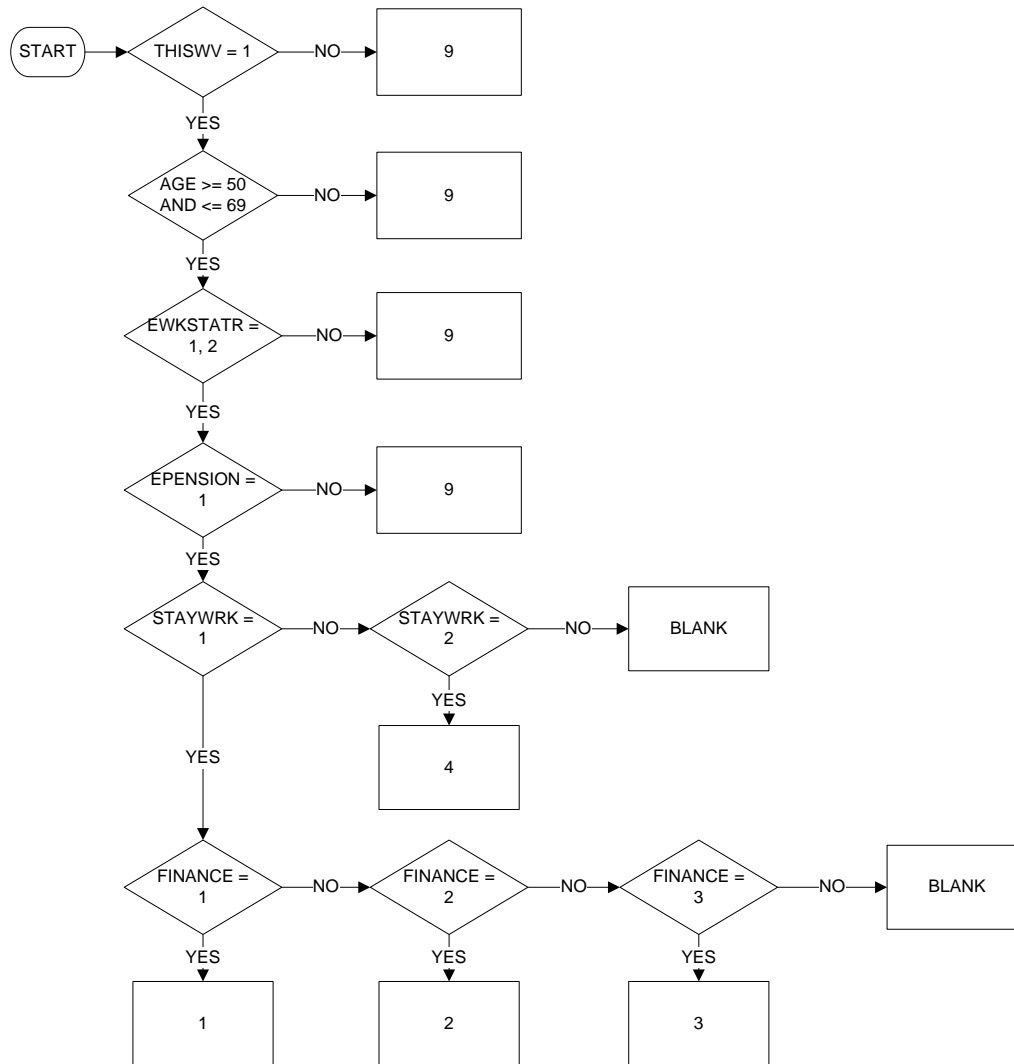 START
THISWV = 1
NO
9
YES
AGE >= 50
AND <= 69
NO
9
YES
EWKSTATR =
1, 2
NO
9
YES
EPENSION =
1
NO
9
YES
STAYWRK =
1
NO
STAYWRK =
2
NO
BLANK
YES
4
YES
FINANCE =
1
NO
FINANCE =
2
NO
FINANCE =
3
NO
BLANK
YES
YES
YES
1
2
3